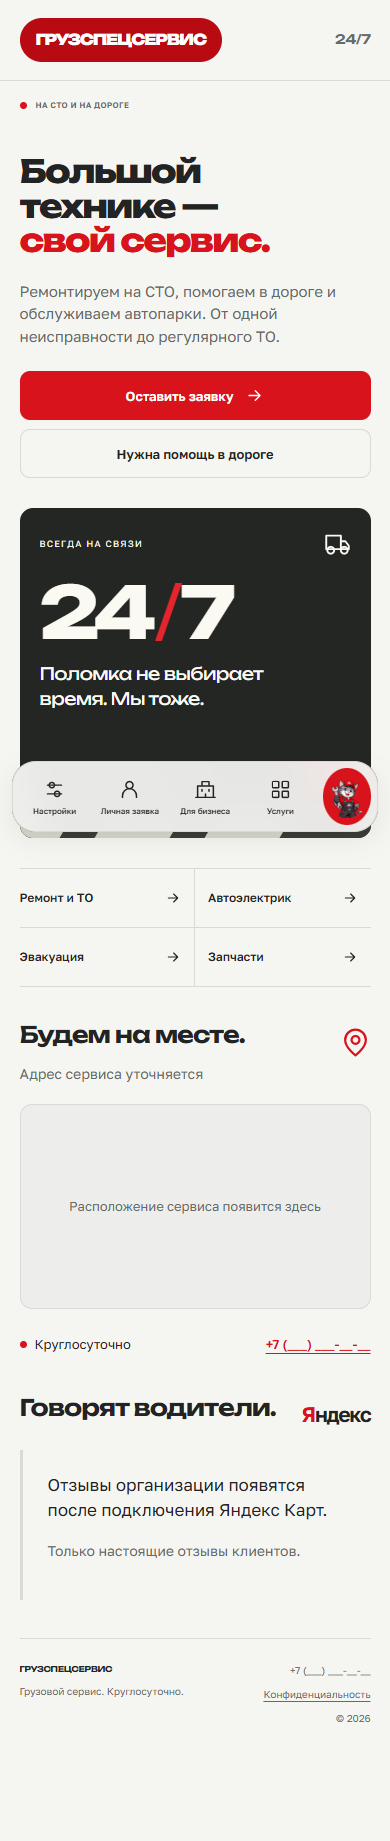 ГРУЗСПЕЦСЕРВИС
24/7
НА СТО И НА ДОРОГЕ
Большой
технике —
свой сервис.
Ремонтируем на СТО, помогаем в дороге и
обслуживаем автопарки. От одной
неисправности до регулярного ТО.
Оставить заявку
Нужна помощь в дороге
ВСЕГДА НА СВЯЗИ
24/7
Поломка не выбирает
время. Мы тоже.
Настройки
Личная заявка
Для бизнеса
Услуги
Ремонт и ТО
Автоэлектрик
Эвакуация
Запчасти
Будем на месте.
Адрес сервиса уточняется
Расположение сервиса появится здесь
Круглосуточно
+7 (___) ___-__-__
Говорят водители.
Яндекс
Отзывы организации появятся
после подключения Яндекс Карт.
Только настоящие отзывы клиентов.
ГРУЗСПЕЦСЕРВИС
+7 (___) ___-__-__
Грузовой сервис. Круглосуточно.
Конфиденциальность
© 2026